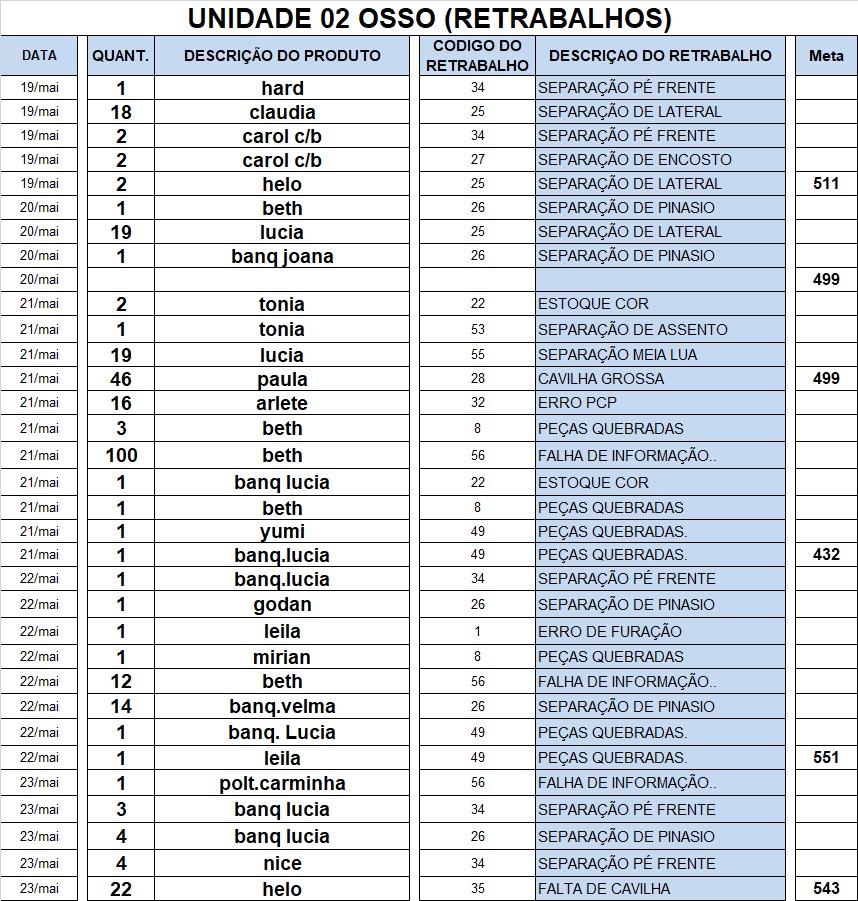 UNIDADE 02 OSSO (RETRABALHOS)
DATA QUANT. DESCRIÇÃO DO PRODUTO CODIGO DO RETRABALHO DESCRIÇAO DO RETRABALHO Meta
19/mai 1 hard 34 SEPARAÇÃO PÉ FRENTE
19/mai 18 claudia 25 SEPARAÇÃO DE LATERAL
19/mai 2 carol c/b 34 SEPARAÇÃO PÉ FRENTE
19/mai 2 carol c/b 27 SEPARAÇÃO DE ENCOSTO
19/mai 2 helo 25 SEPARAÇÃO DE LATERAL 511
20/mai 1 beth 26 SEPARAÇÃO DE PINASIO
20/mai 19 lucia 25 SEPARAÇÃO DE LATERAL
20/mai 1 banq joana 26 SEPARAÇÃO DE PINASIO
20/mai 499
21/mai 2 tonia 22 ESTOQUE COR
21/mai 1 tonia 53 SEPARAÇÃO DE ASSENTO
21/mai 19 lucia 55 SEPARAÇÃO MEIA LUA
21/mai 46 paula 28 CAVILHA GROSSA 499
21/mai 16 arlete 32 ERRO PCP
21/mai 3 beth 8 PEÇAS QUEBRADAS
21/mai 100 beth 56 FALHA DE INFORMAÇÃO..
21/mai 1 banq lucia 22 ESTOQUE COR
21/mai 1 beth 8 PEÇAS QUEBRADAS
21/mai 1 yumi 49 PEÇAS QUEBRADAS.
21/mai 1 banq.lucia 49 PEÇAS QUEBRADAS. 432
22/mai 1 banq.lucia 34 SEPARAÇÃO PÉ FRENTE
22/mai 1 godan 26 SEPARAÇÃO DE PINASIO
22/mai 1 leila 1 ERRO DE FURAÇÃO
22/mai 1 mirian 8 PEÇAS QUEBRADAS
22/mai 12 beth 56 FALHA DE INFORMAÇÃO..
22/mai 14 banq.velma 26 SEPARAÇÃO DE PINASIO
22/mai 1 banq. Lucia 49 PEÇAS QUEBRADAS.
22/mai 1 leila 49 PEÇAS QUEBRADAS. 551
23/mai 1 polt.carminha 56 FALHA DE INFORMAÇÃO..
23/mai 3 banq lucia 34 SEPARAÇÃO PÉ FRENTE
23/mai 4 banq lucia 26 SEPARAÇÃO DE PINASIO
23/mai 4 nice 34 SEPARAÇÃO PÉ FRENTE
23/mai 22 helo 35 FALTA DE CAVILHA 543